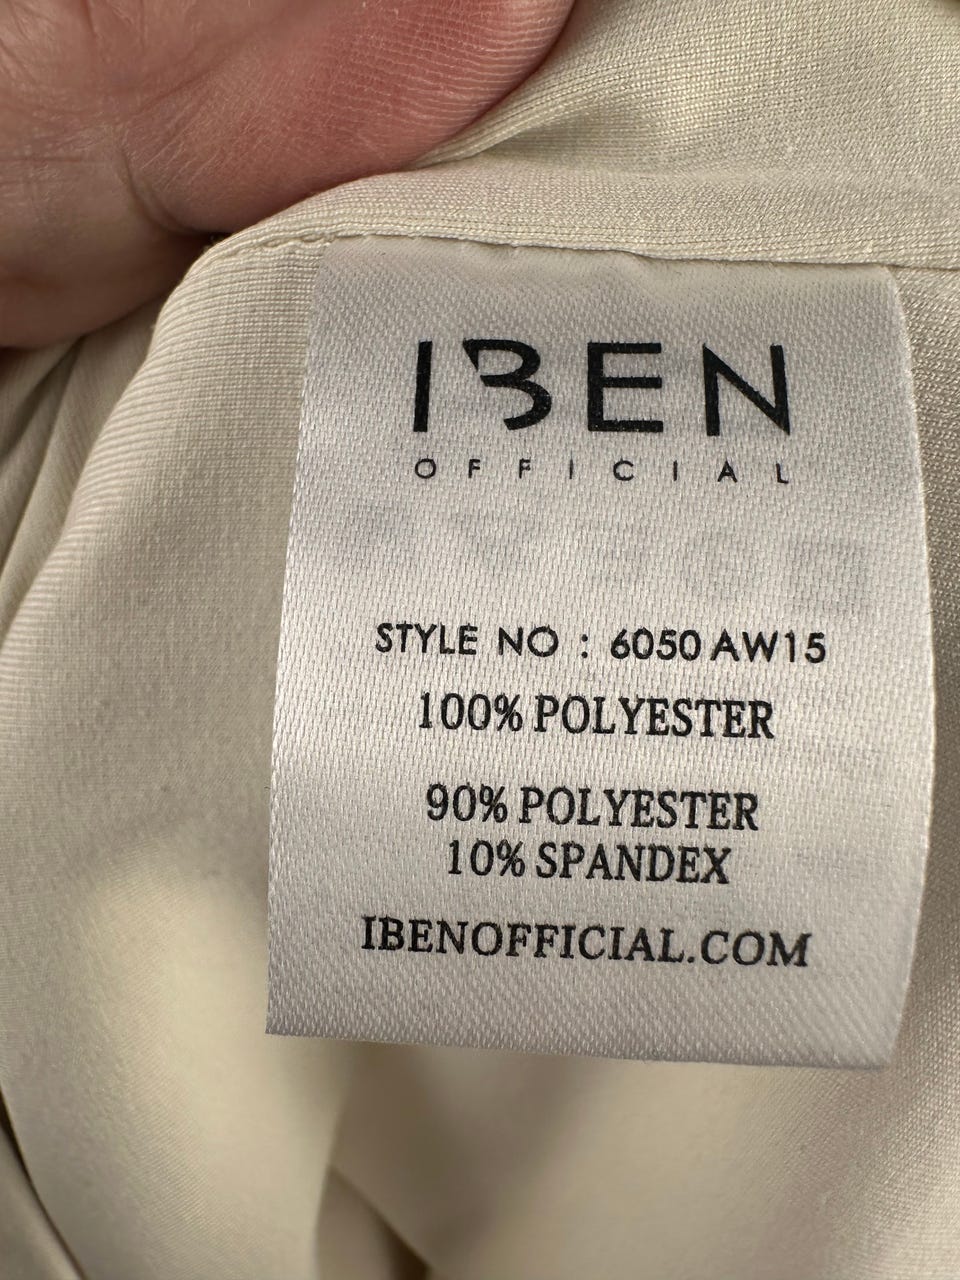 IBEN
OFFICIAL
STYLE NO : 6050 AW15
100% POLYESTER
90% POLYESTER
10% SPANDEX
IBENOFFICIAL.COM